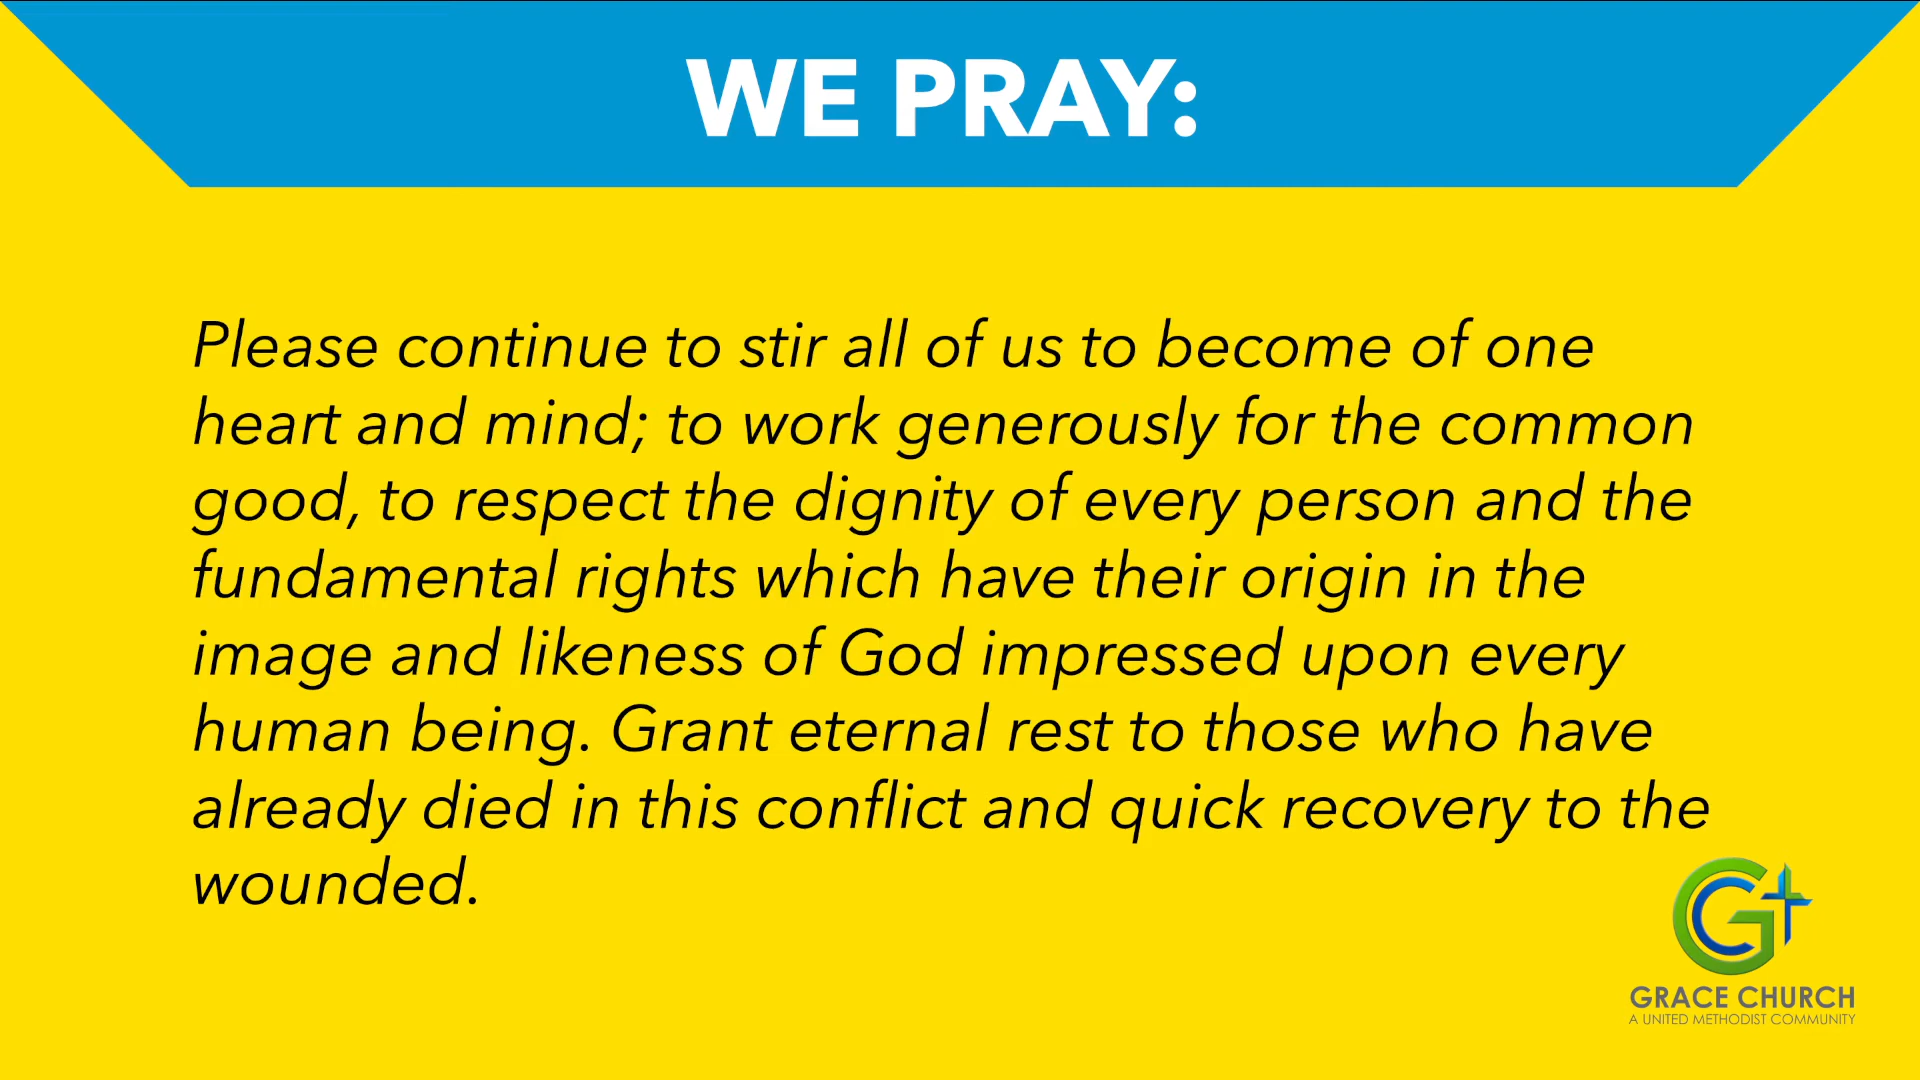 WE PRAY:
Please continue to stir all of us to become of one
heart and mind; to work generously for the common
good, to respect the dignity of every person and the
fundamental rights which have their origin in the
image and likeness of God impressed upon every
human being. Grant eternal rest to those who have
already died in this conflict and quick recovery to the
wounded.
GRACE CHURCH
A UNITED METHODIST COMMUNITY